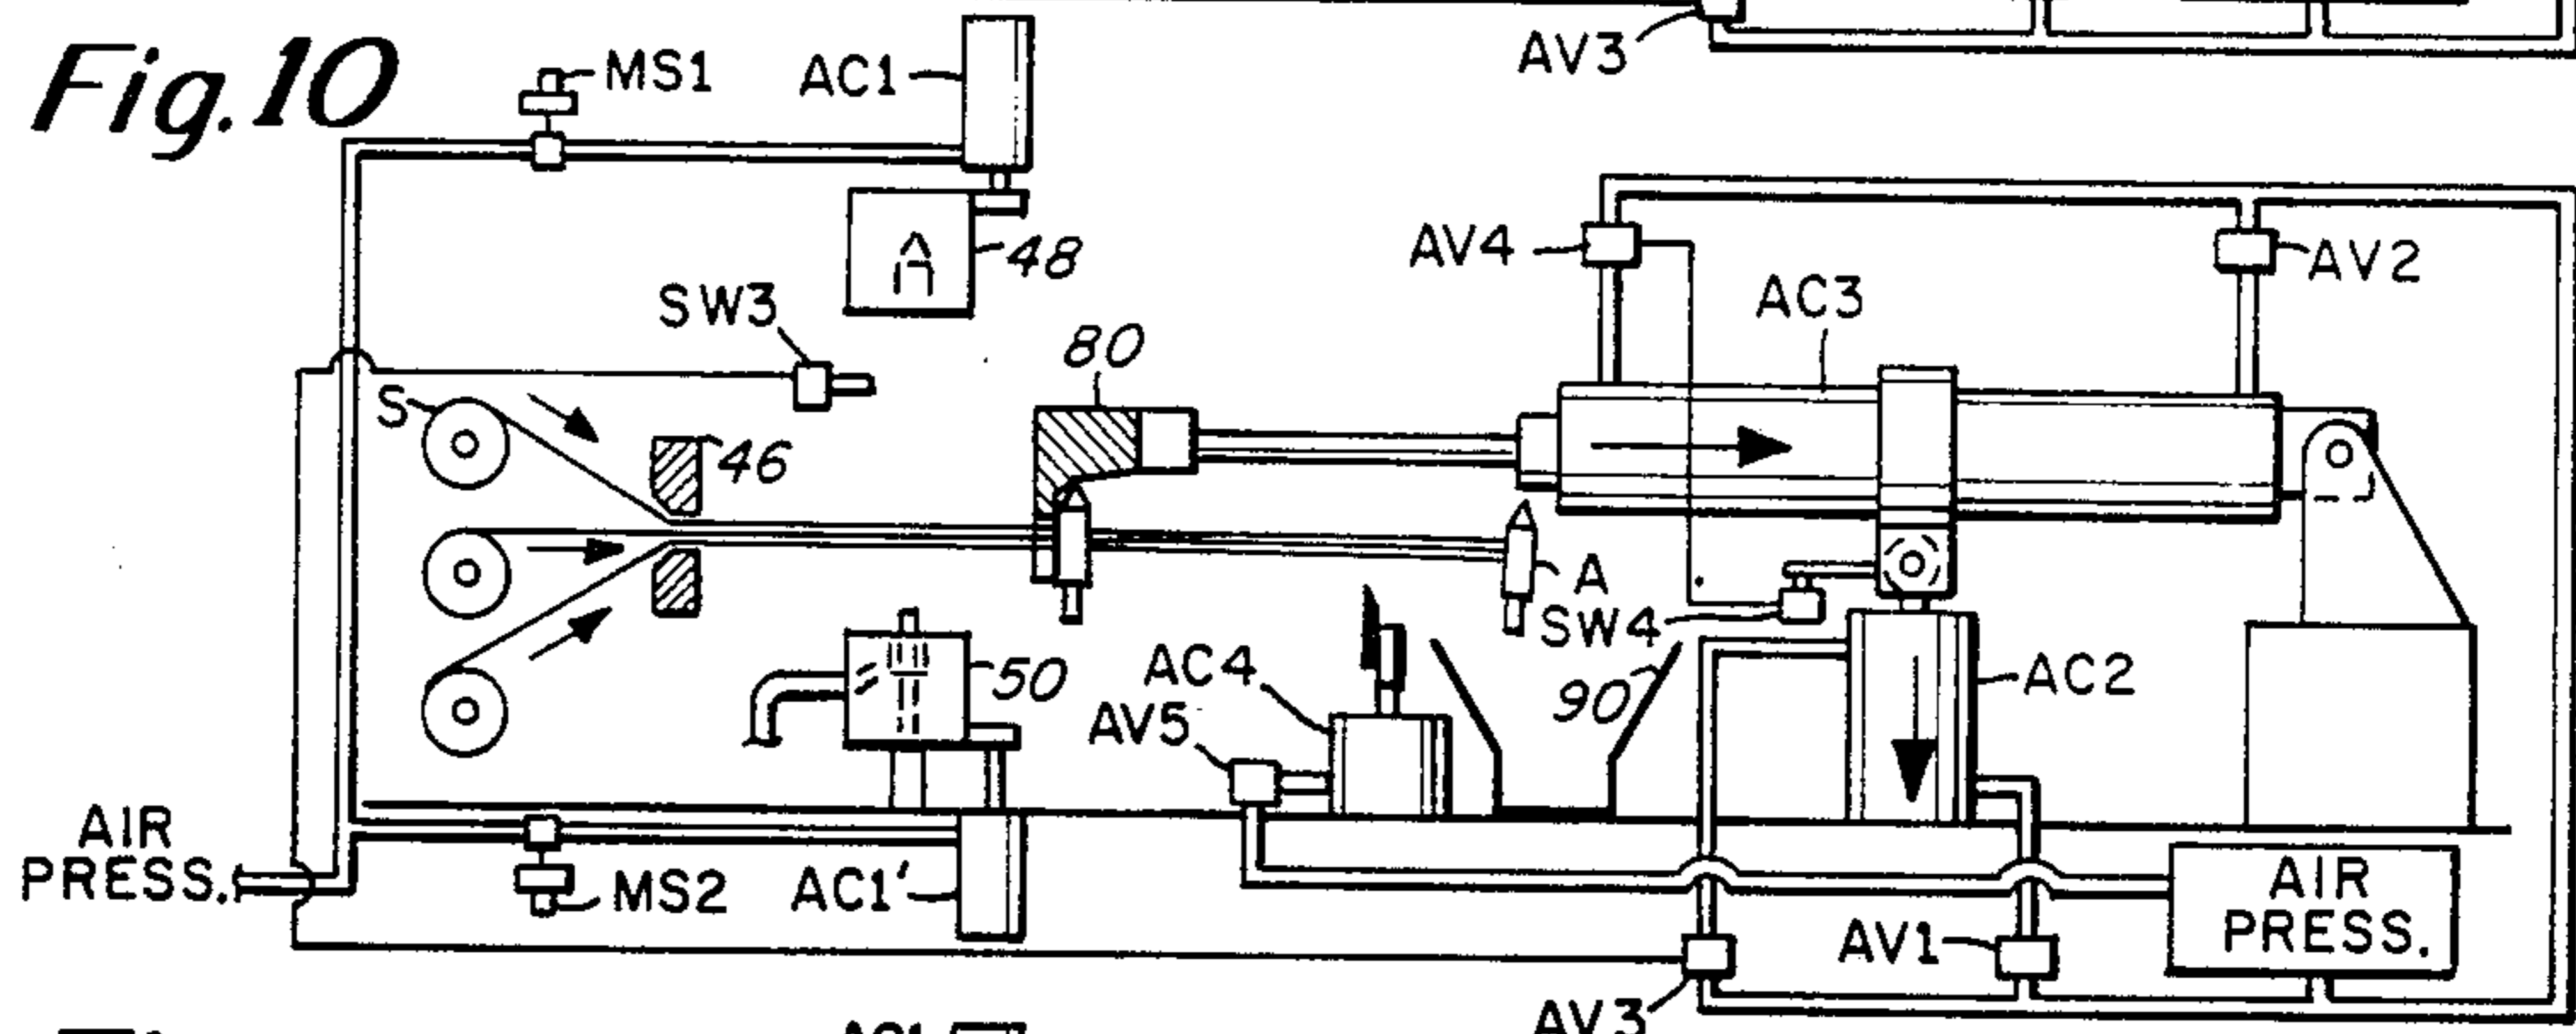 AV3
Fig. 10
MS1
AC1
48
AV4
AV2
SW3
AC3
80
S
46
A
SW4
50
AC4
90
AC2
AV5
AIR
PRESS.
MS2
AC1'
AV1
AIR
PRESS.
AV3